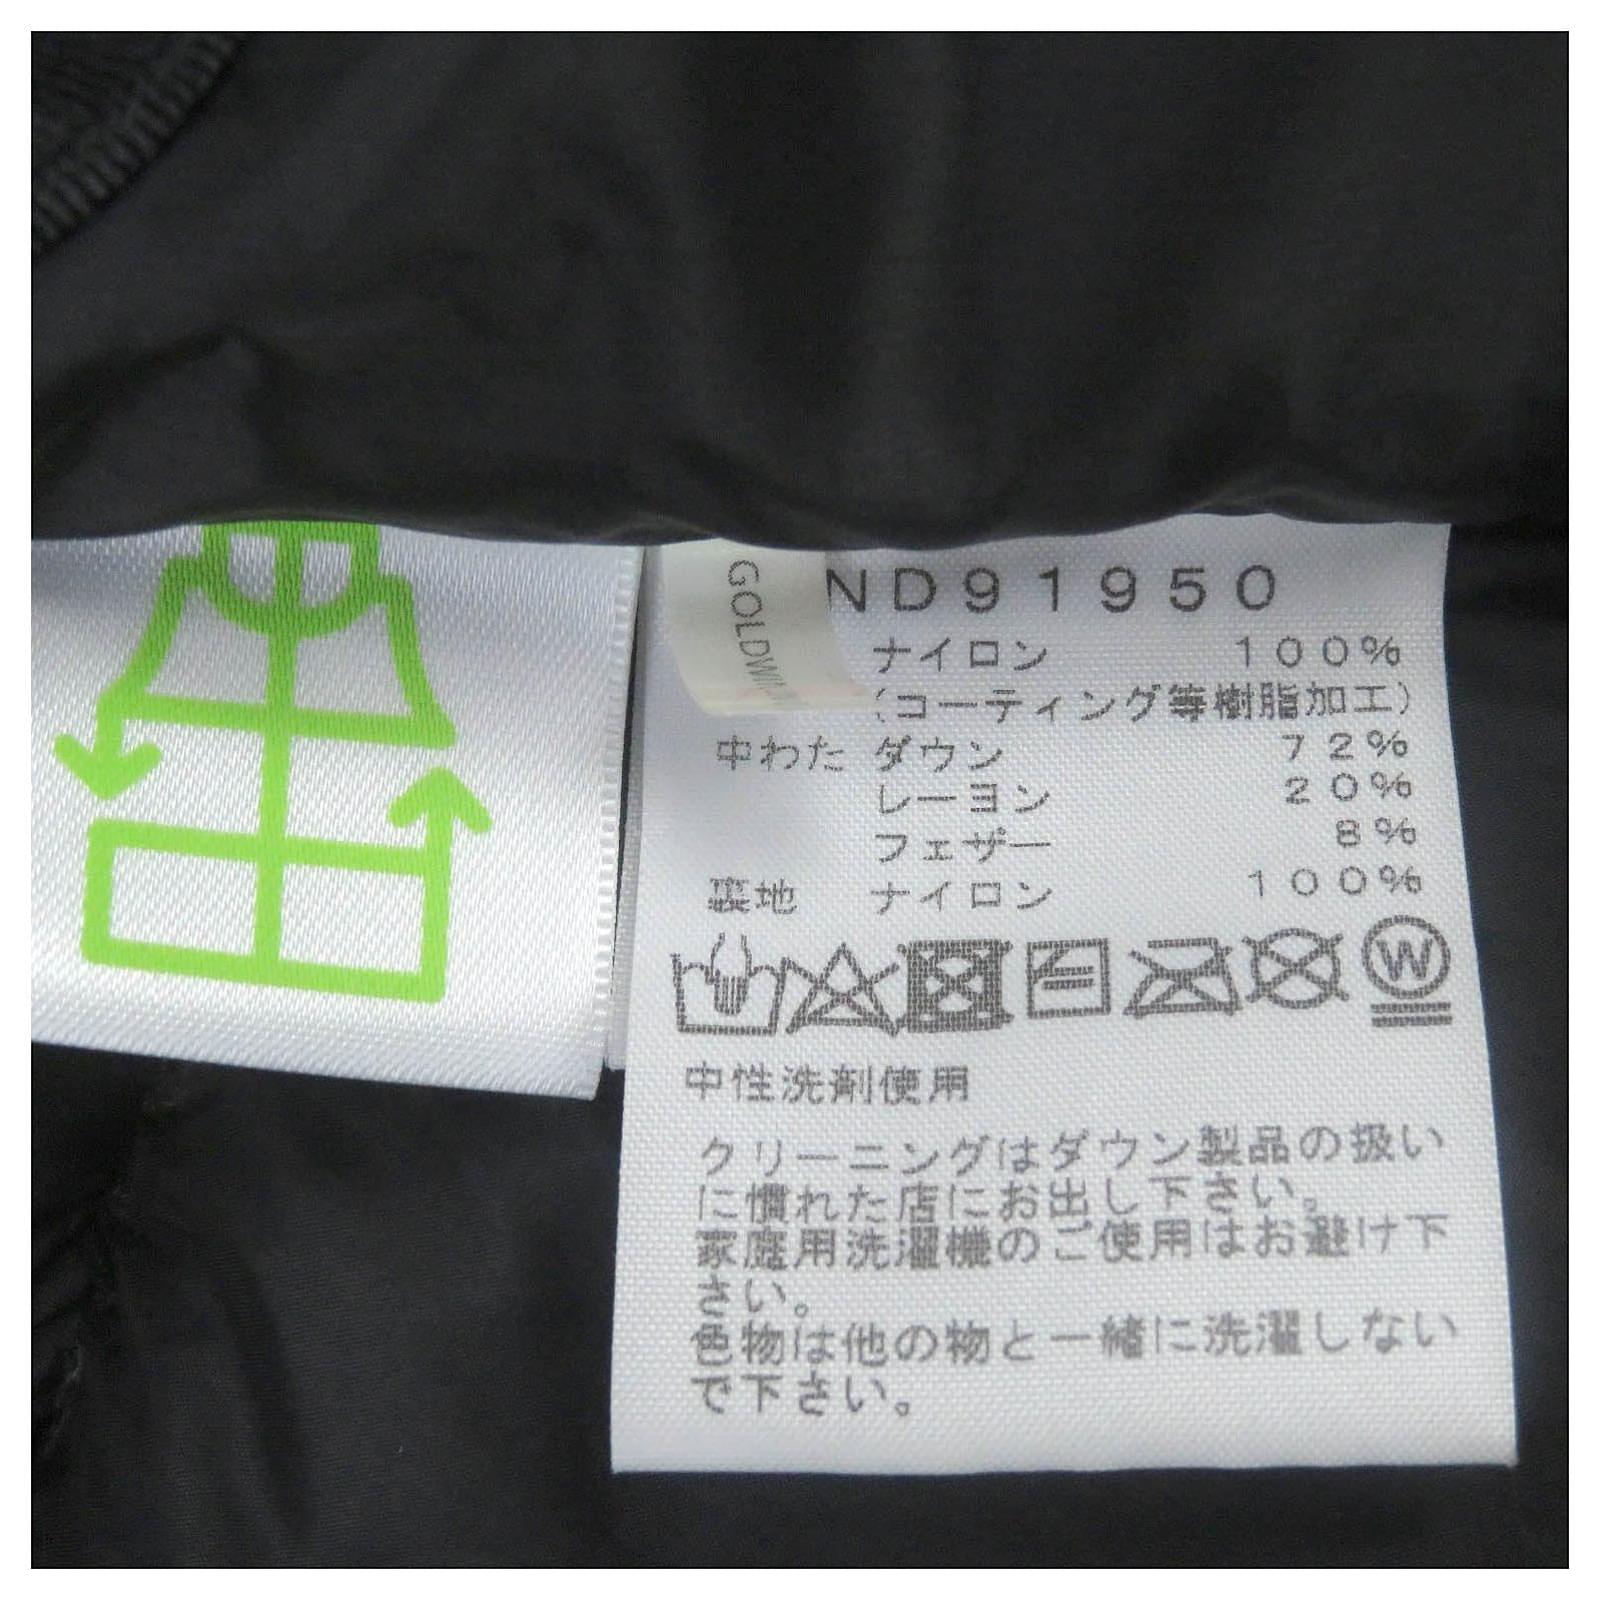 ND91950
GOLDWIN
ナイロン 100%
(コーティング等樹脂加工)
中わた ダウン 72%
レーヨン 20%
フェザー 8%
裏地 ナイロン 100%
W
中性洗剤使用
クリーニングはダウン製品の扱い
に慣れた店にお出し下さい。
家庭用洗濯機のご使用はお避け下
さい。
色物は他の物と一緒に洗濯しない
で下さい。